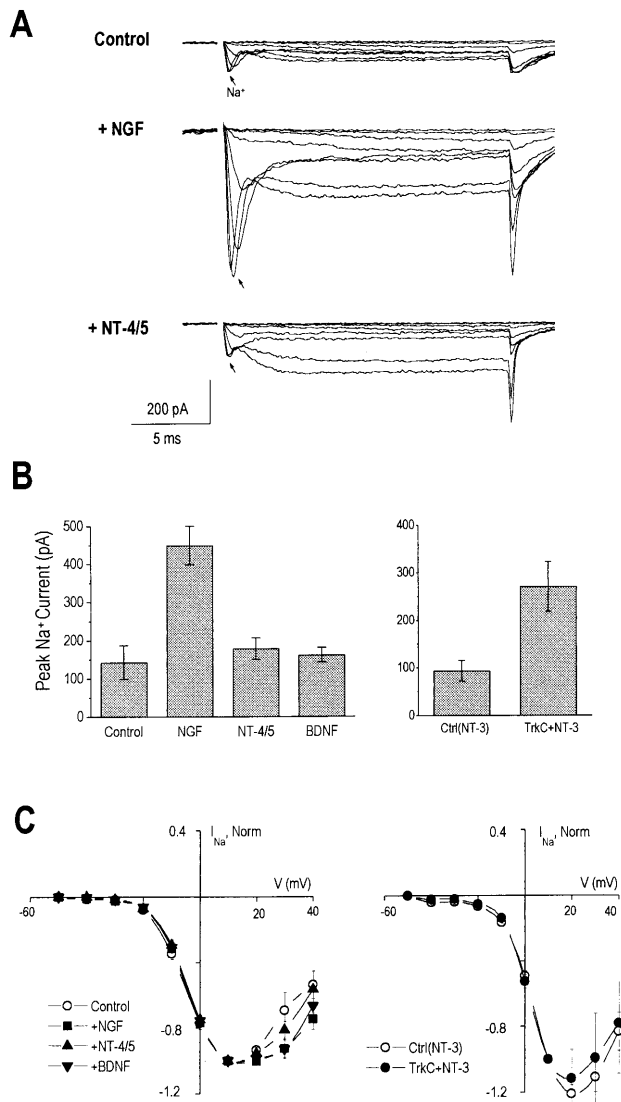 A
Control
Na⁺
+ NGF
+ NT-4/5
200 pA
5 ms
B
Peak Na⁺ Current (pA)
500
400
300
200
100
0
Control NGF NT-4/5 BDNF
400
300
200
100
0
Ctrl(NT-3) TrkC+NT-3
C
0.4
I Na, Norm
V (mV)
-60
20
40
-0.8
-1.2
Control
+NGF
+NT-4/5
+BDNF
0.4
I Na, Norm
V (mV)
-60
20
40
-0.8
-1.2
Ctrl(NT-3)
TrkC+NT-3